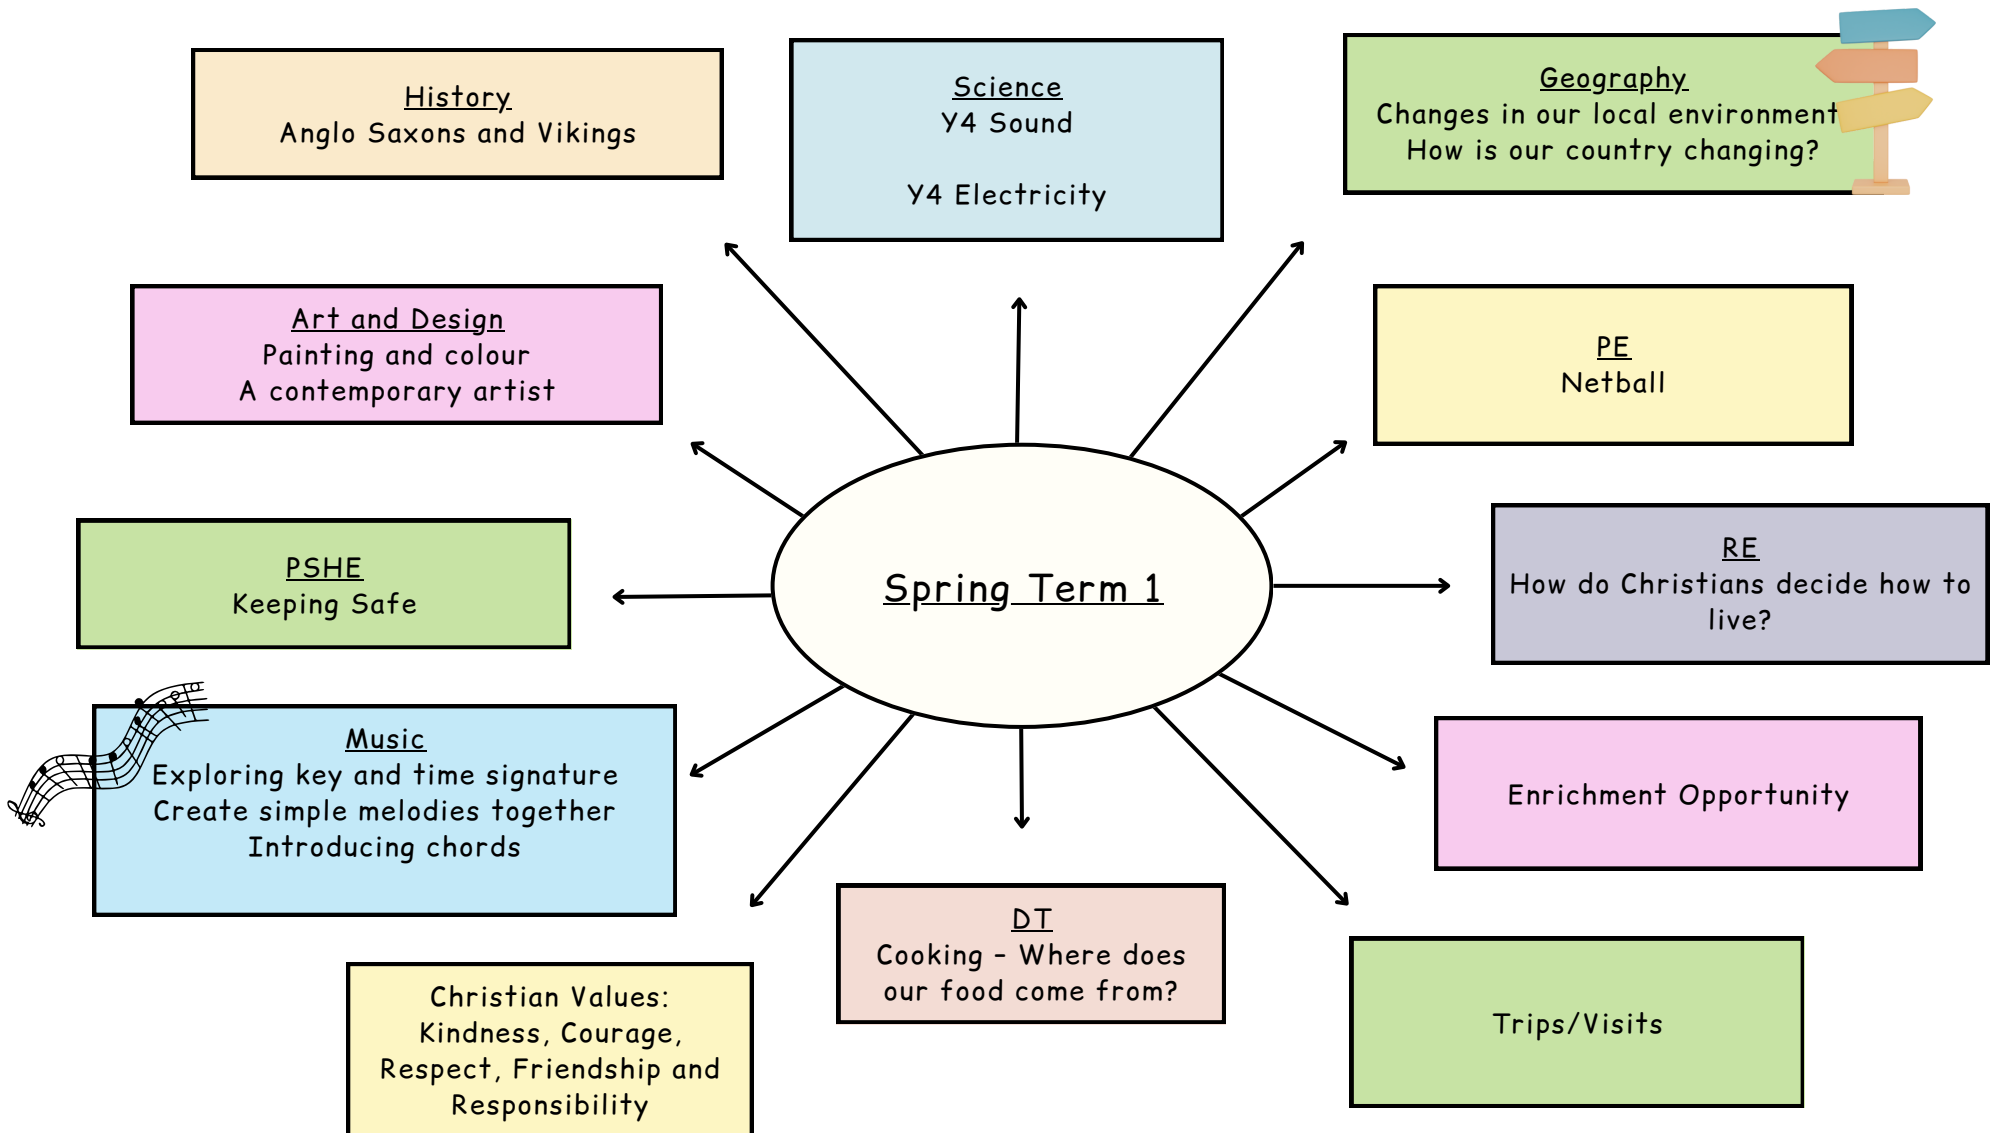 History
Anglo Saxons and Vikings
Science
Y4 Sound
Y4 Electricity
Geography
Changes in our local environment
How is our country changing?
Art and Design
Painting and colour
A contemporary artist
PE
Netball
PSHE
Keeping Safe
Spring Term 1
RE
How do Christians decide how to
live?
Music
Exploring key and time signature
Create simple melodies together
Introducing chords
Enrichment Opportunity
Christian Values:
Kindness, Courage,
Respect, Friendship and
Responsibility
DT
Cooking - Where does
our food come from?
Trips/Visits